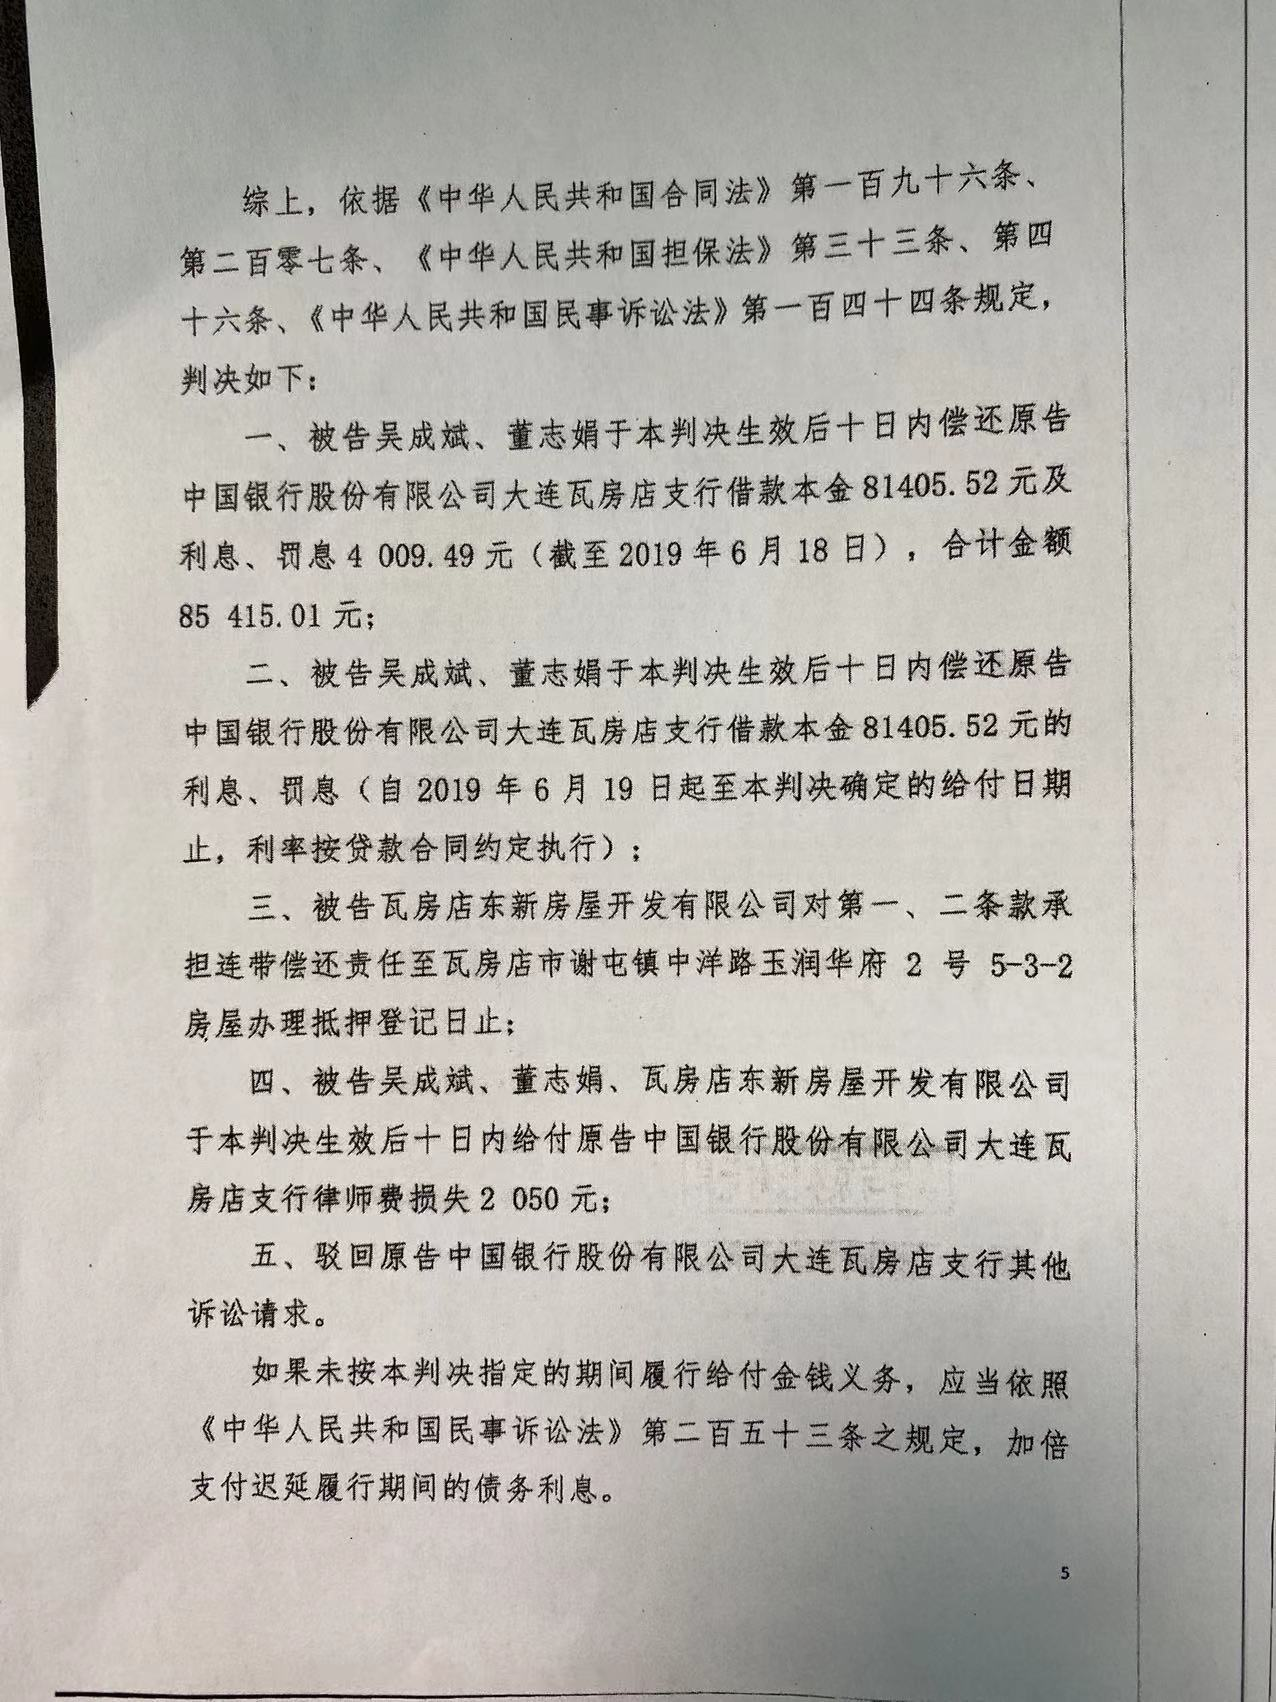 综上，依据《中华人民共和国合同法》第一百九十六条、
第二百零七条、《中华人民共和国担保法》第三十三条、第四
十六条、《中华人民共和国民事诉讼法》第一百四十四条规定，
判决如下：
一、被告吴成斌、董志娟于本判决生效后十日内偿还原告
中国银行股份有限公司大连瓦房店支行借款本金81405.52元及
利息、罚息4 009.49元（截至2019年6月18日），合计金额
85 415.01元；
二、被告吴成斌、董志娟于本判决生效后十日内偿还原告
中国银行股份有限公司大连瓦房店支行借款本金81405.52元的
利息、罚息（自2019年6月19日起至本判决确定的给付日期
止，利率按贷款合同约定执行）；
三、被告瓦房店东新房屋开发有限公司对第一、二条款承
担连带偿还责任至瓦房店市谢屯镇中洋路玉润华府 2 号 5-3-2
房屋办理抵押登记日止；
四、被告吴成斌、董志娟、瓦房店东新房屋开发有限公司
于本判决生效后十日内给付原告中国银行股份有限公司大连瓦
房店支行律师费损失2 050元；
五、驳回原告中国银行股份有限公司大连瓦房店支行其他
诉讼请求。
如果未按本判决指定的期间履行给付金钱义务，应当依照
《中华人民共和国民事诉讼法》第二百五十三条之规定，加倍
支付迟延履行期间的债务利息。
5